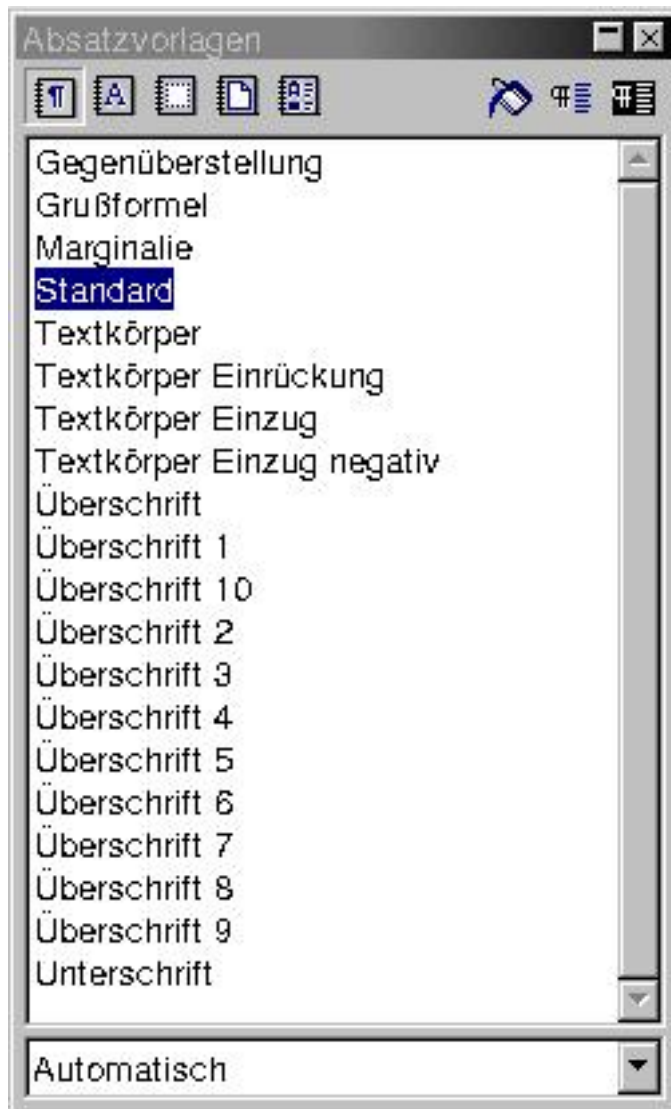 Absatzvorlagen
Gegenüberstellung
Grußformel
Marginalie
Standard
Textkörper
Textkörper Einrückung
Textkörper Einzug
Textkörper Einzug negativ
Überschrift
Überschrift 1
Überschrift 10
Überschrift 2
Überschrift 3
Überschrift 4
Überschrift 5
Überschrift 6
Überschrift 7
Überschrift 8
Überschrift 9
Unterschrift
Automatisch